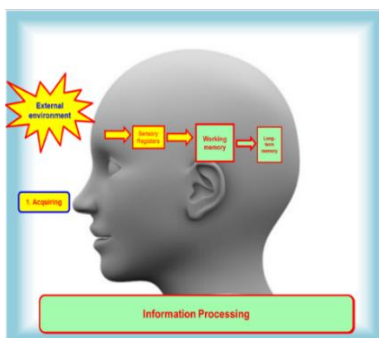 External
environment
Sensory
Registers
Working
memory
Long-
term
memory
1. Acquiring
Information Processing